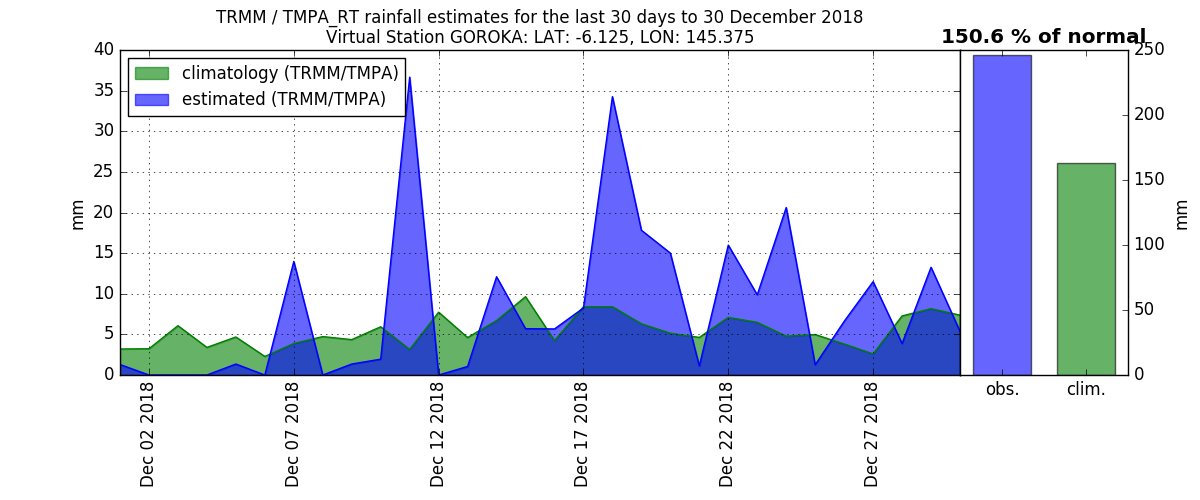 TRMM / TMPA_RT rainfall estimates for the last 30 days to 30 December 2018
Virtual Station GOROKA: LAT: -6.125, LON: 145.375
150.6 % of normal
climatology (TRMM/TMPA)
estimated (TRMM/TMPA)
mm
40
35
30
25
20
15
10
5
0
Dec 02 2018
Dec 07 2018
Dec 12 2018
Dec 17 2018
Dec 22 2018
Dec 27 2018
obs.
clim.
250
200
150
100
50
0
mm